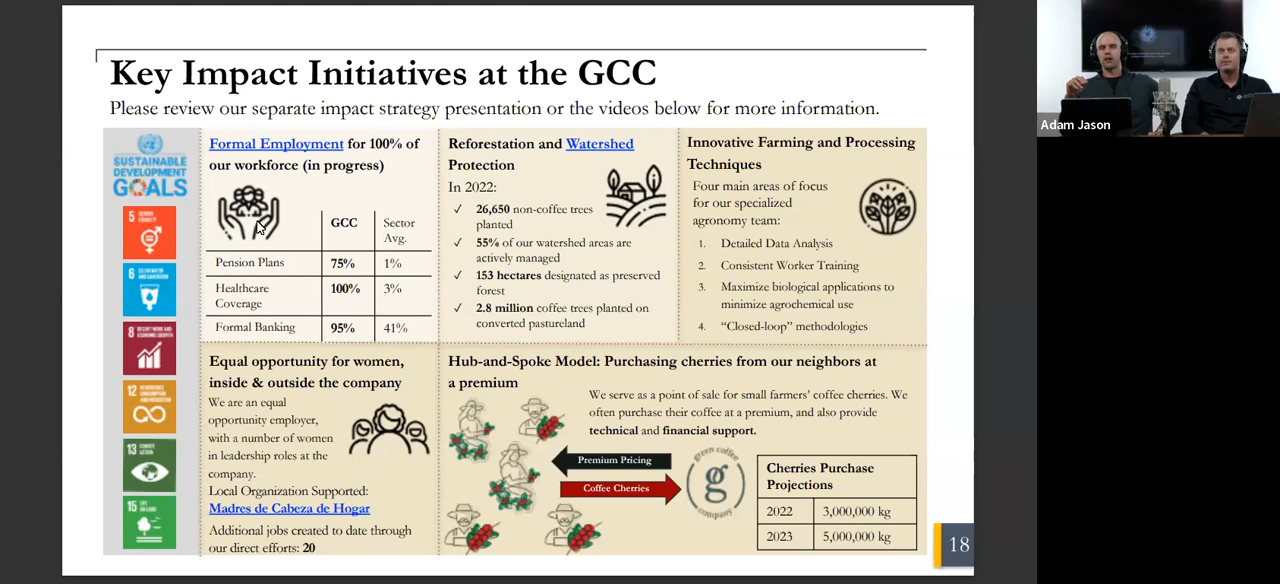 Key Impact Initiatives at the GCC
Please review our separate impact strategy presentation or the videos below for more information.
SUSTAINABLE
DEVELOPMENT
GOALS
5
6
8
12
13
15
Formal Employment for 100% of
our workforce (in progress)
GCC
Sector
Avg.
Pension Plans 75% 1%
Healthcare
Coverage
100% 3%
Formal Banking 95% 41%
Reforestation and Watershed
Protection
In 2022:
✓ 26,650 non-coffee trees
planted
✓ 55% of our watershed areas are
actively managed
✓ 153 hectares designated as preserved
forest
✓ 2.8 million coffee trees planted on
converted pastureland
Innovative Farming and Processing
Techniques
Four main areas of focus
for our specialized
agronomy team:
1. Detailed Data Analysis
2. Consistent Worker Training
3. Maximize biological applications to
minimize agrochemical use
4. “Closed-loop” methodologies
Equal opportunity for women,
inside & outside the company
We are an equal
opportunity employer,
with a number of women
in leadership roles at the
company.
Local Organization Supported:
Madres de Cabeza de Hogar
Additional jobs created to date through
our direct efforts: 20
Hub-and-Spoke Model: Purchasing cherries from our neighbors at
a premium
We serve as a point of sale for small farmers’ coffee cherries. We
often purchase their coffee at a premium, and also provide
technical and financial support.
Premium Pricing
Coffee Cherries
green coffee
g
company
Cherries Purchase
Projections
2022 3,000,000 kg
2023 5,000,000 kg
18
Adam Jason